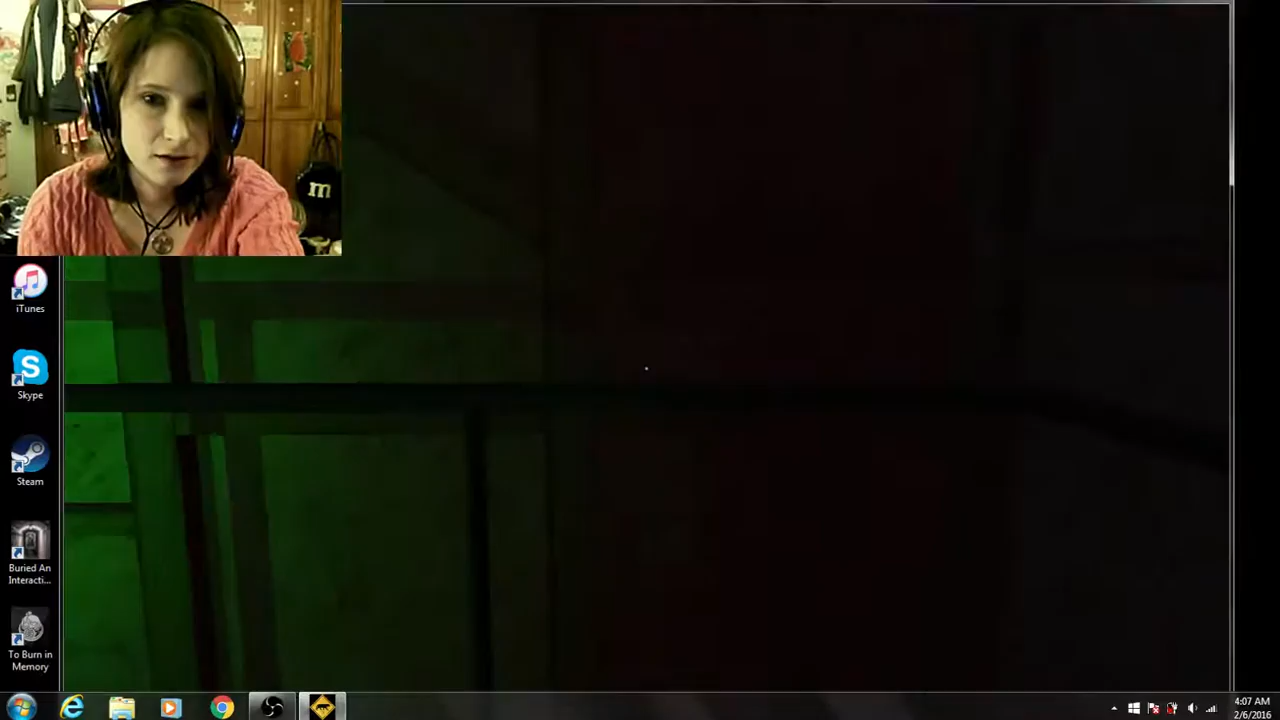 m
iTunes
S
Skype
Steam
Buried An
Interacti...
To Burn in
Memory
4:07 AM
2/6/2016